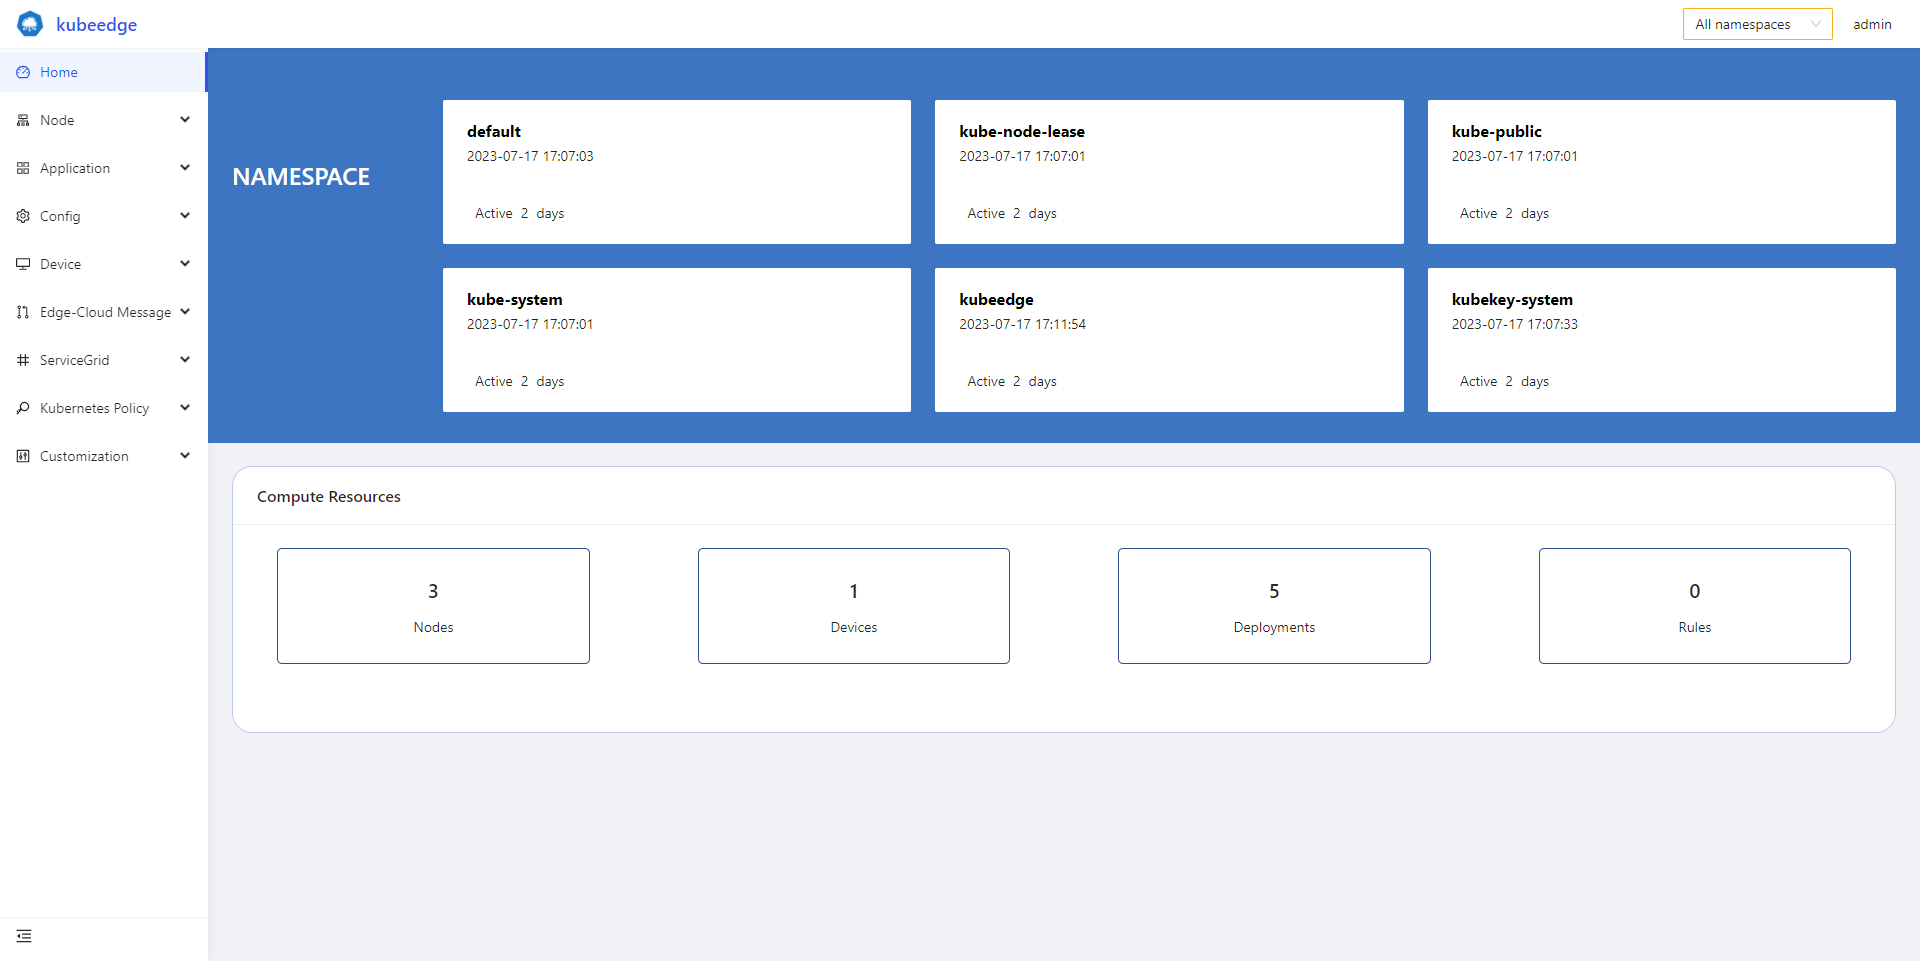 kubeedge
All namespaces
admin
Home
Node
Application
Config
Device
Edge-Cloud Message
ServiceGrid
Kubernetes Policy
Customization
NAMESPACE
default
2023-07-17 17:07:03
Active 2 days
kube-node-lease
2023-07-17 17:07:01
Active 2 days
kube-public
2023-07-17 17:07:01
Active 2 days
kube-system
2023-07-17 17:07:01
Active 2 days
kubeedge
2023-07-17 17:11:54
Active 2 days
kubekey-system
2023-07-17 17:07:33
Active 2 days
Compute Resources
3
Nodes
1
Devices
5
Deployments
0
Rules